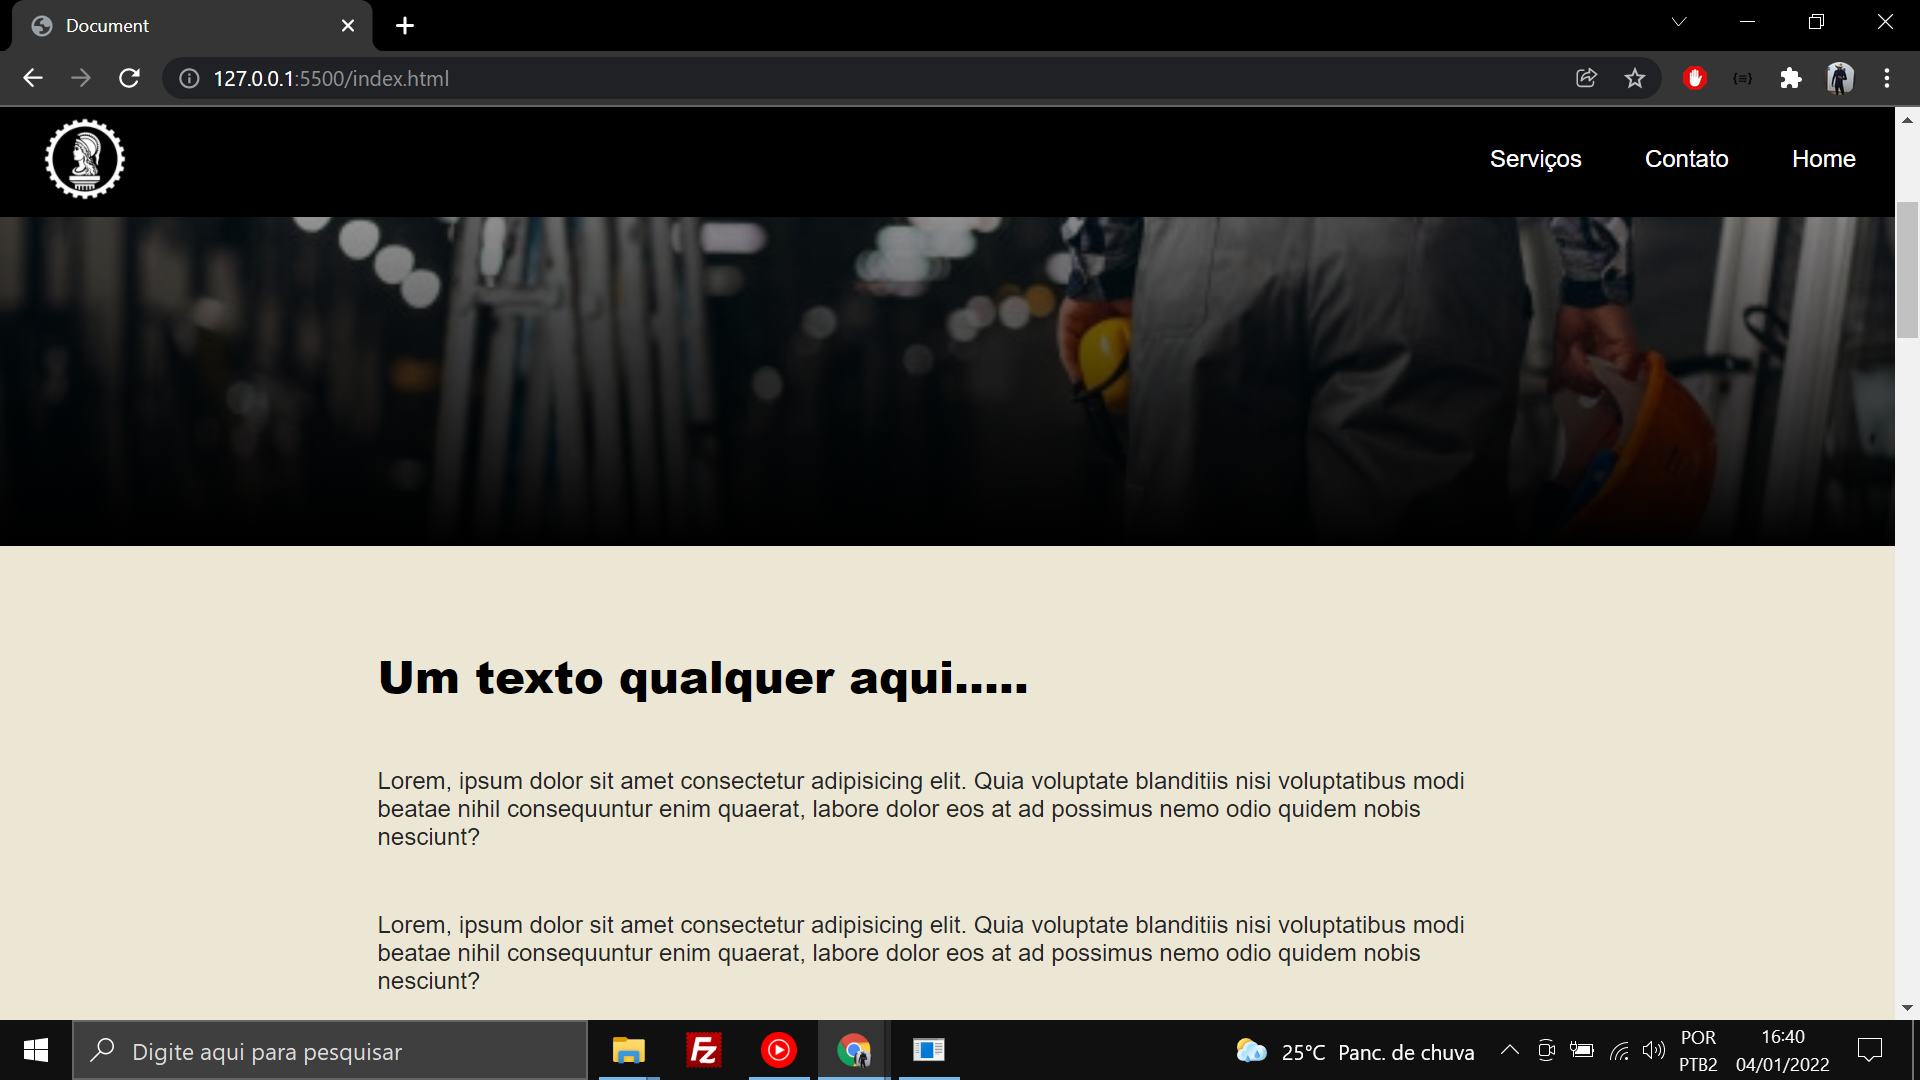 Document
127.0.0.1:5500/index.html
Serviços Contato Home
Um texto qualquer aqui.....
Lorem, ipsum dolor sit amet consectetur adipisicing elit. Quia voluptate blanditiis nisi voluptatibus modi
beatae nihil consequuntur enim quaerat, labore dolor eos at ad possimus nemo odio quidem nobis
nesciunt?
Lorem, ipsum dolor sit amet consectetur adipisicing elit. Quia voluptate blanditiis nisi voluptatibus modi
beatae nihil consequuntur enim quaerat, labore dolor eos at ad possimus nemo odio quidem nobis
nesciunt?
Digite aqui para pesquisar
Fz
25°C Panc. de chuva
POR
PTB2
16:40
04/01/2022